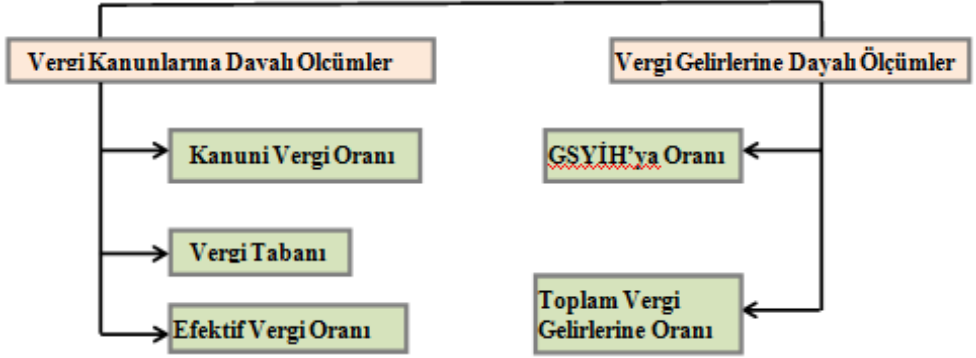 Vergi Kanunlarına Dayalı Ölçümler
Vergi Gelirlerine Dayalı Ölçümler
Kanuni Vergi Oranı
GSYİH’ya Oranı
Vergi Tabanı
Toplam Vergi
Gelirlerine Oranı
Efektif Vergi Oranı